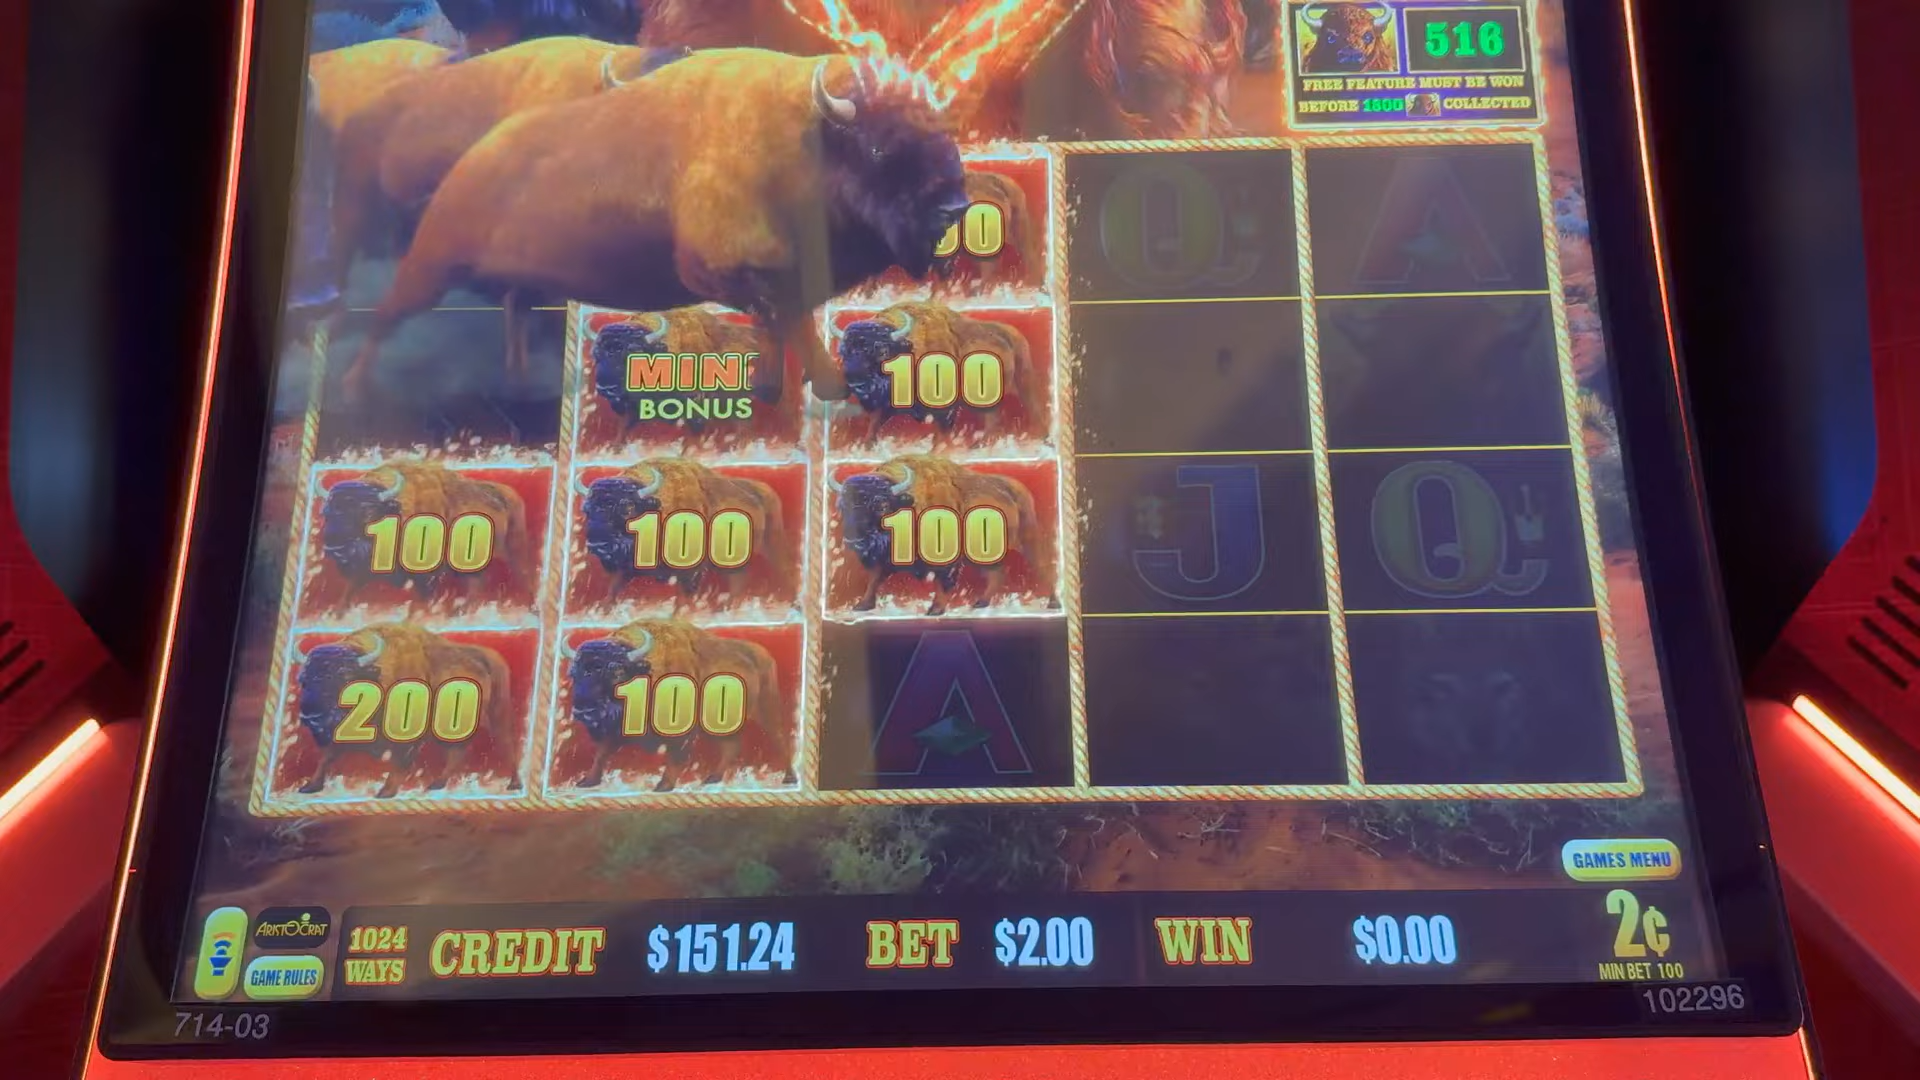 516
FREE FEATURE MUST BE WON
BEFORE 1800 COLLECTED
Q A
MINI
BONUS
100
100 100 100 J Q
200 100 A
GAMES MENU
ARISTOCRAT
GAME RULES
1024
WAYS
CREDIT $151.24 BET $2.00 WIN $0.00
2¢
MIN BET 100
714-03
102296